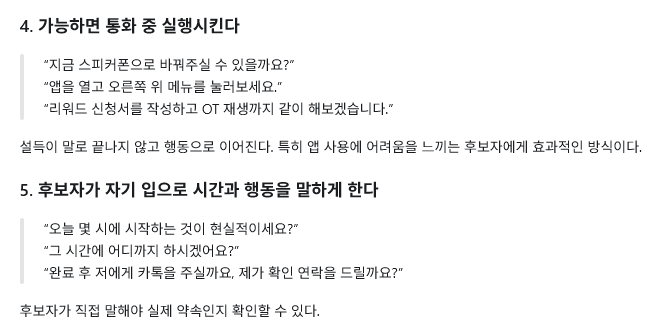 4. 가능하면 통화 중 실행시킨다
“지금 스피커폰으로 바꿔주실 수 있을까요?”
“앱을 열고 오른쪽 위 메뉴를 눌러보세요.”
“리워드 신청서를 작성하고 OT 재생까지 같이 해보겠습니다.”
설득이 말로 끝나지 않고 행동으로 이어진다. 특히 앱 사용에 어려움을 느끼는 후보자에게 효과적인 방식이다.
5. 후보자가 자기 입으로 시간과 행동을 말하게 한다
“오늘 몇 시에 시작하는 것이 현실적이세요?”
“그 시간에 어디까지 하시겠어요?”
“완료 후 저에게 카톡을 주실까요, 제가 확인 연락을 드릴까요?”
후보자가 직접 말해야 실제 약속인지 확인할 수 있다.